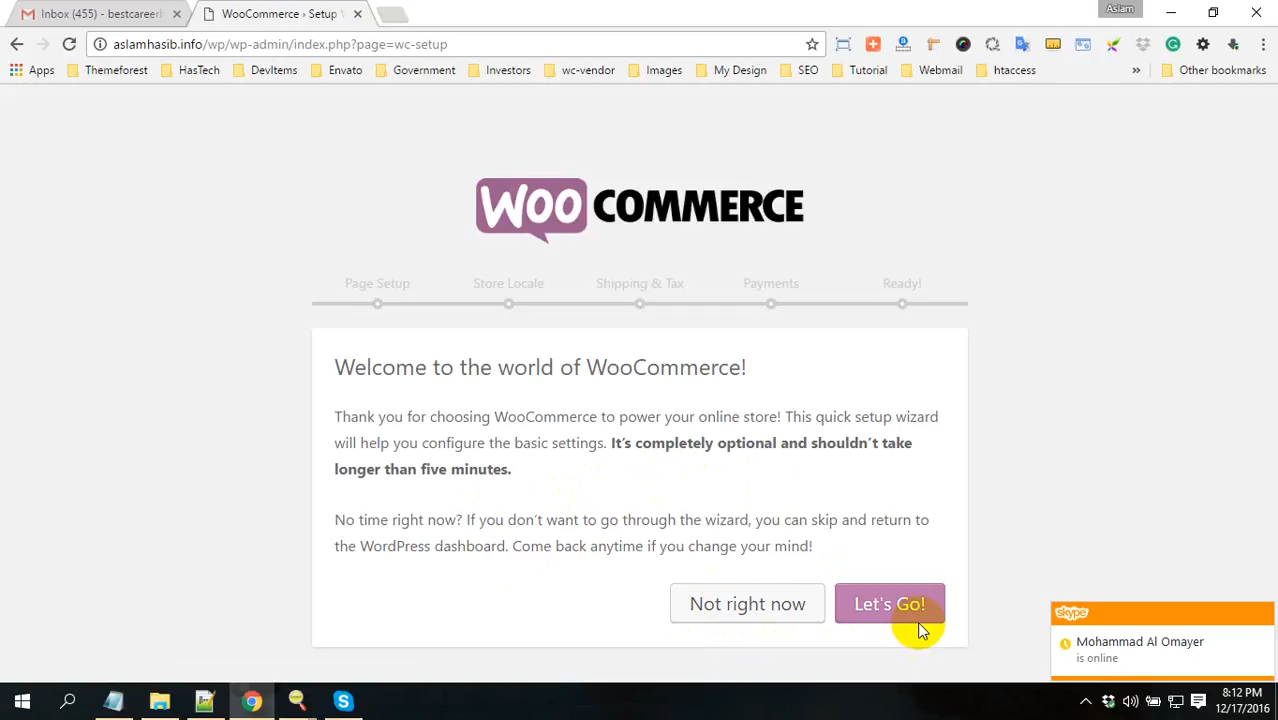 Inbox (455) - bestcareerl
WooCommerce › Setup W
Aslam
aslamhasib.info/wp/wp-admin/index.php?page=wc-setup
Apps
Themeforest
HasTech
DevItems
Envato
Government
Investors
wc-vendor
Images
My Design
SEO
Tutorial
Webmail
htaccess
»
Other bookmarks
WOO COMMERCE
Page Setup
Store Locale
Shipping & Tax
Payments
Ready!
Welcome to the world of WooCommerce!
Thank you for choosing WooCommerce to power your online store! This quick setup wizard
will help you configure the basic settings. It's completely optional and shouldn't take
longer than five minutes.
No time right now? If you don't want to go through the wizard, you can skip and return to
the WordPress dashboard. Come back anytime if you change your mind!
Not right now
Let's Go!
skype
Mohammad Al Omayer
is online
8:12 PM
12/17/2016